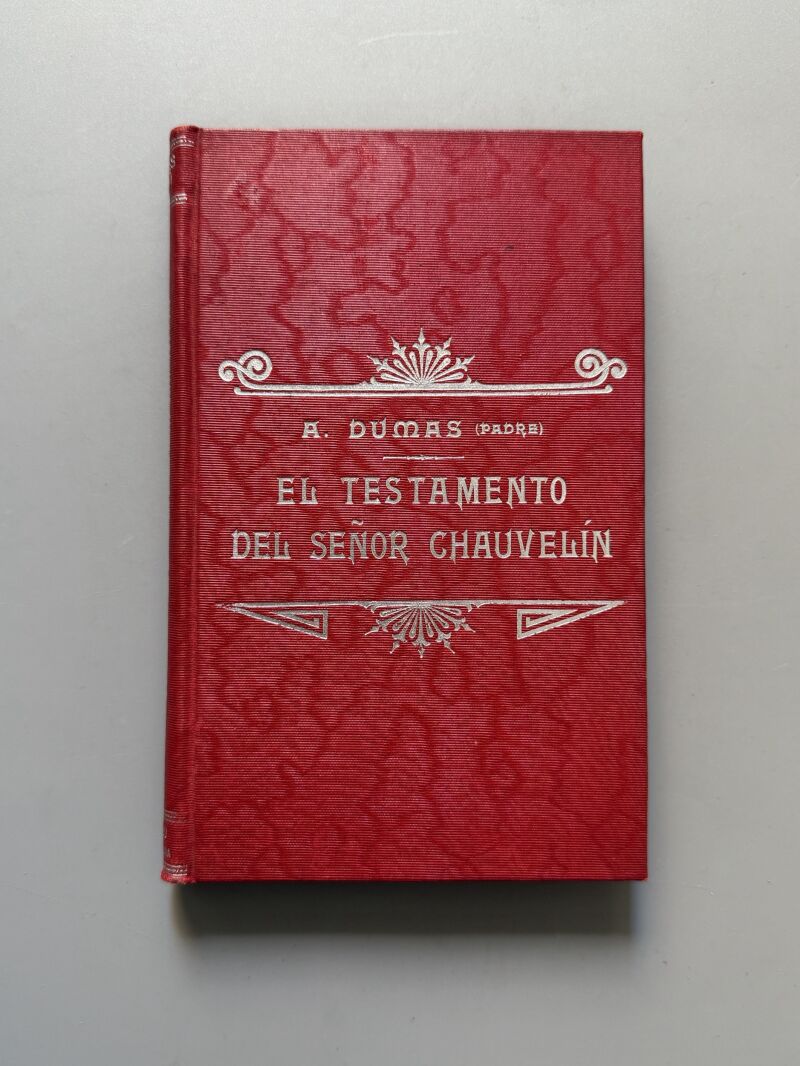 A. DUMAS (PADRE)
EL TESTAMENTO
DEL SEÑOR CHAUVELÍN